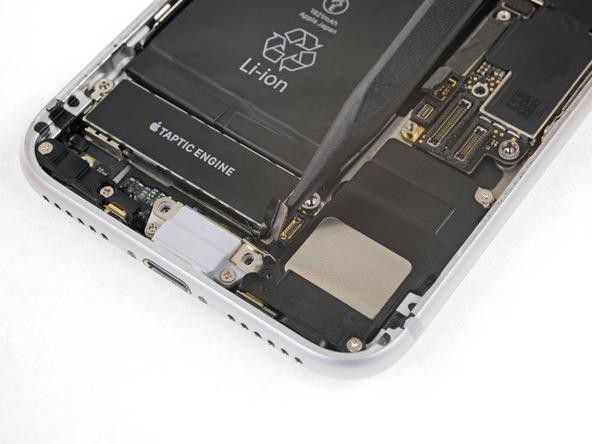 1821mAh
Apple Japan
Li-ion
TAPTIC ENGINE